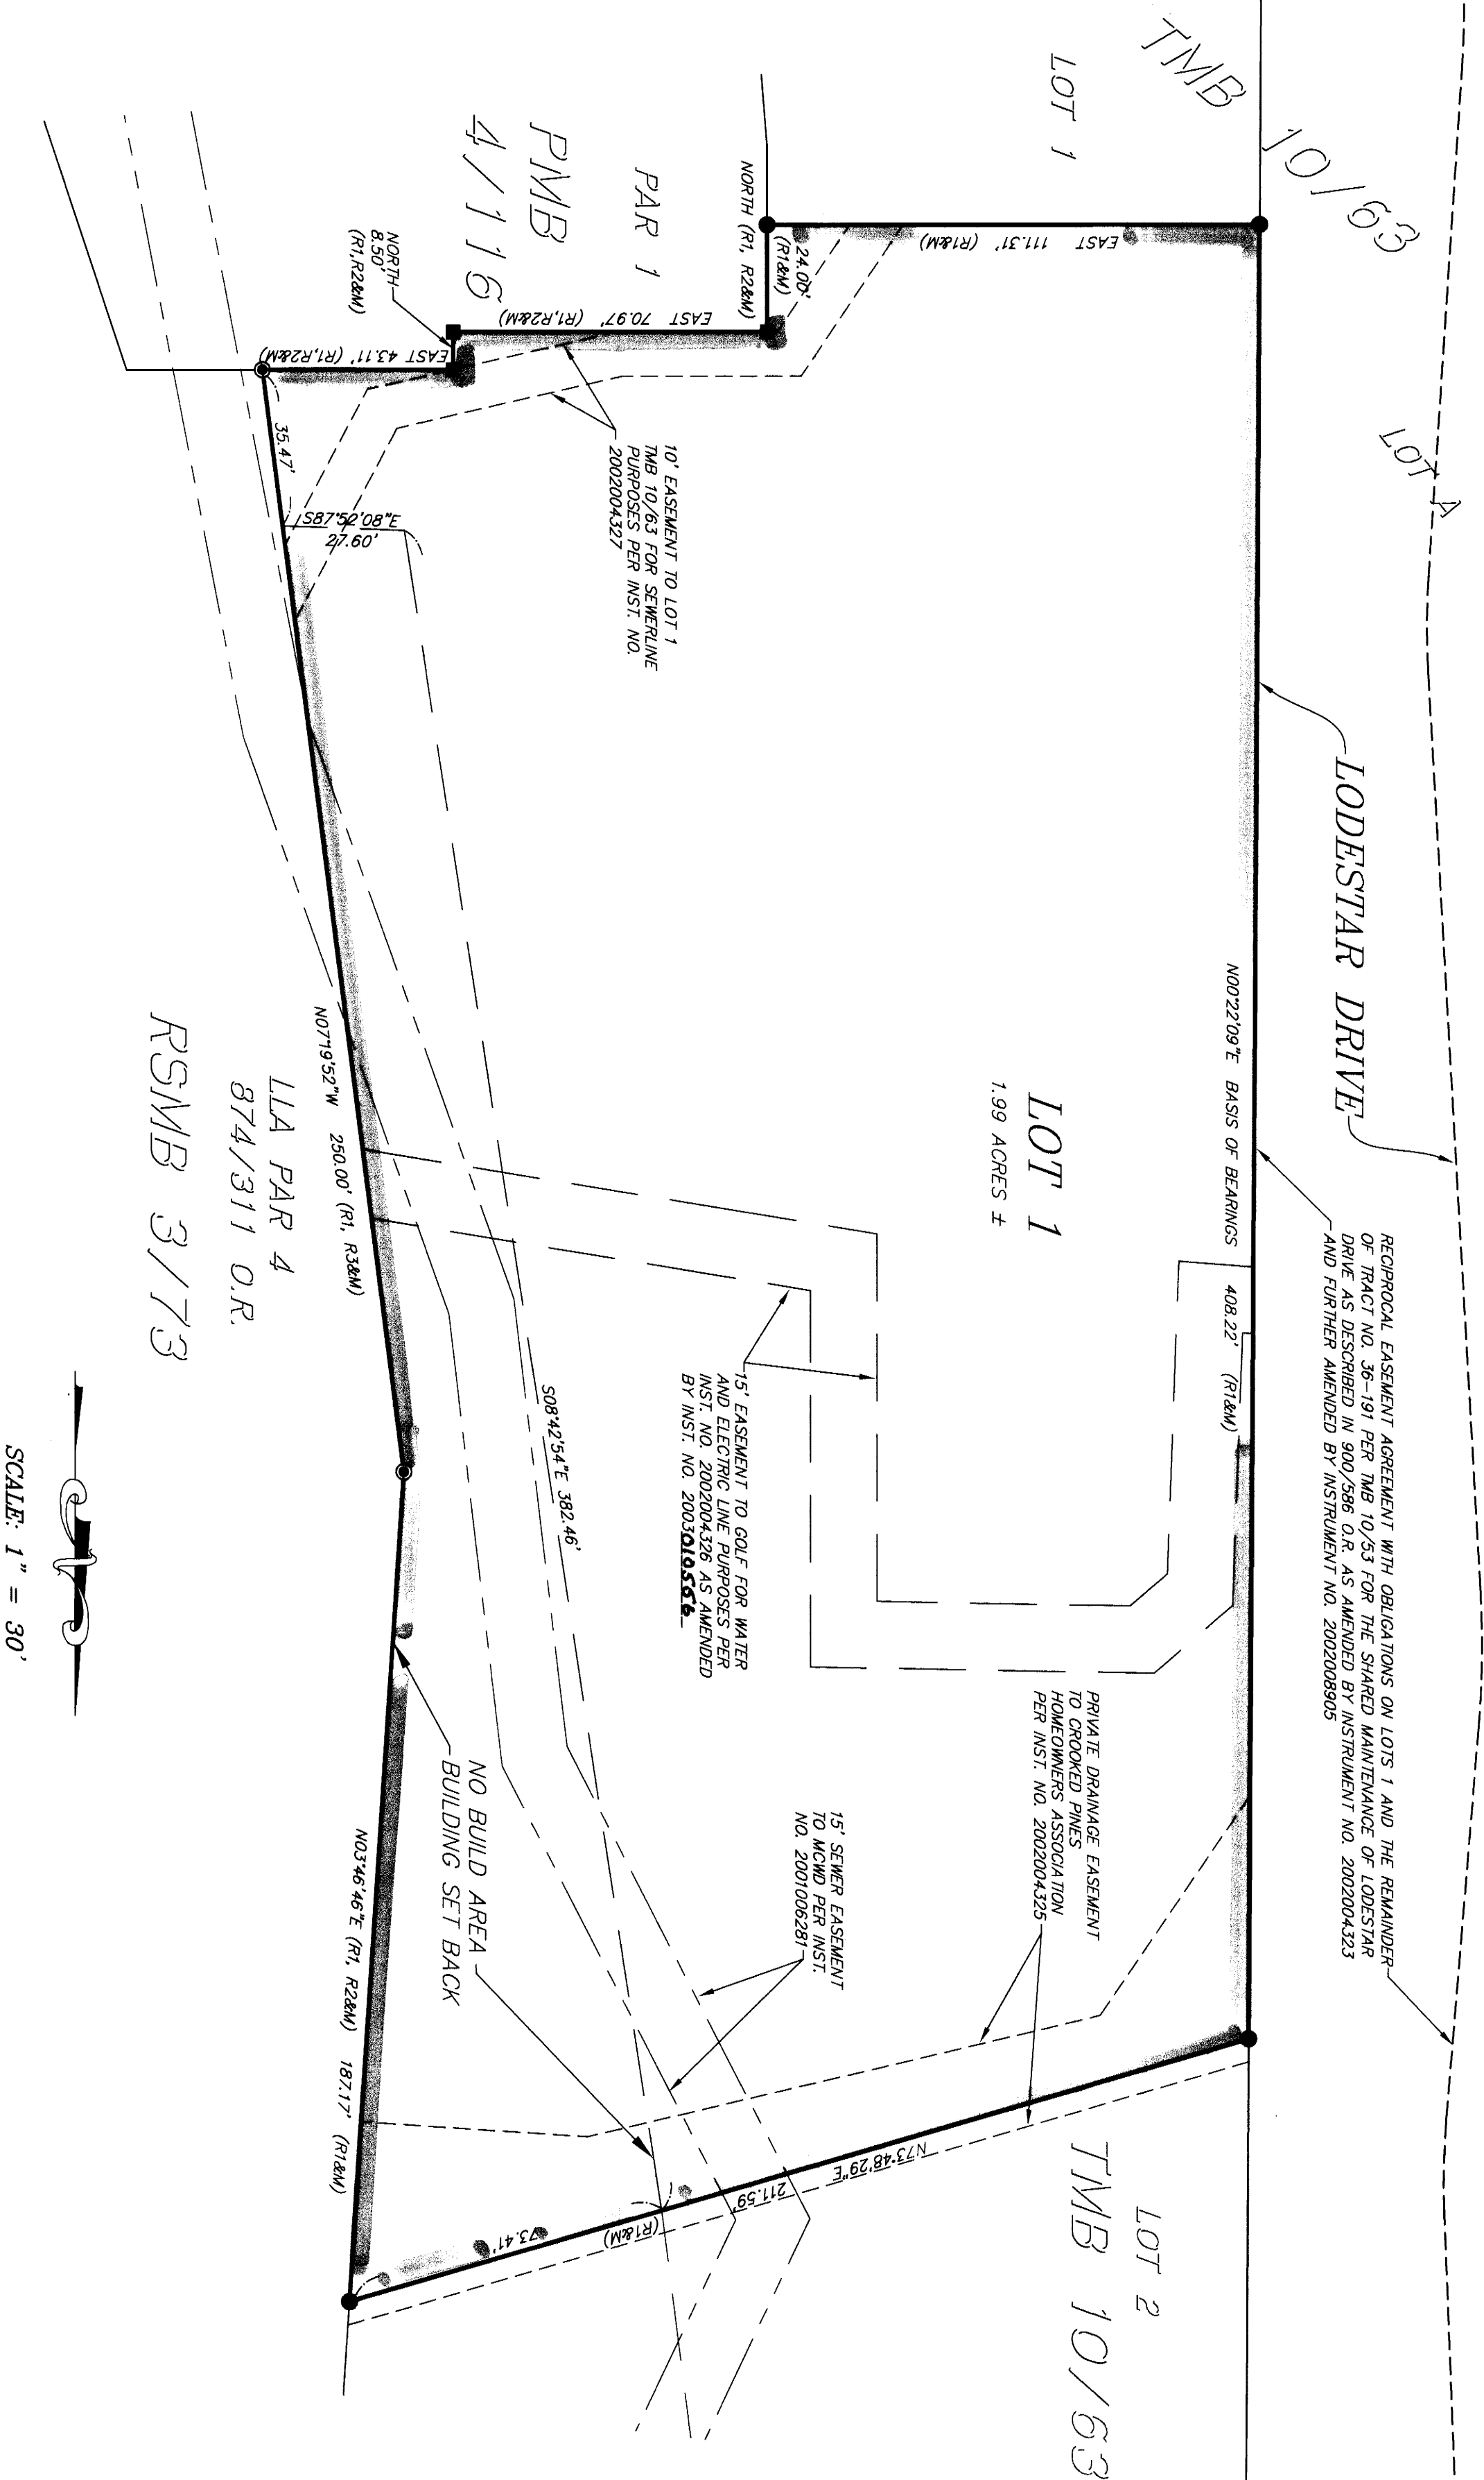 TMB 10/63
LOT A
LOT 1
LODESTAR DRIVE
RECIPROCAL EASEMENT AGREEMENT WITH OBLIGATIONS ON LOTS 1 AND THE REMAINDER
OF TRACT NO. 36-191 PER TMB 10/53 FOR THE SHARED MAINTENANCE OF LODESTAR
DRIVE AS DESCRIBED IN 900/586 O.R. AS AMENDED BY INSTRUMENT NO. 2002004323
AND FURTHER AMENDED BY INSTRUMENT NO. 2002008905
N00°22'09"E BASIS OF BEARINGS 408.22' (R1&M)
EAST 111.31' (R1&M)
24.00'
(R1&M)
NORTH (R1, R2&M)
PAR 1
PMB
4/116
EAST 70.97' (R1,R2&M)
NORTH
8.50'
(R1,R2&M)
EAST 43.11' (R1,R2&M)
35.47'
S87°52'08"E
27.60'
10' EASEMENT TO LOT 1
TMB 10/63 FOR SEWERLINE
PURPOSES PER INST. NO.
2002004327
LOT 1
1.99 ACRES ±
15' EASEMENT TO GOLF FOR WATER
AND ELECTRIC LINE PURPOSES PER
INST. NO. 2002004326 AS AMENDED
BY INST. NO. 2003010566
S08°42'54"E 382.46'
PRIVATE DRAINAGE EASEMENT
TO CROOKED PINES
HOMEOWNERS ASSOCIATION
PER INST. NO. 2002004325
15' SEWER EASEMENT
TO MCWD PER INST.
NO. 2001006281
NO BUILD AREA
BUILDING SET BACK
N07°19'52"W 250.00' (R1, R3&M)
LLA PAR 4
874/311 O.R.
RSMB 3/73
N03°46'46"E (R1, R2&M) 187.17' (R1&M)
N73°48'29"E 211.59' (R1&M)
73.41'
LOT 2
TMB 10/63
SCALE: 1" = 30'